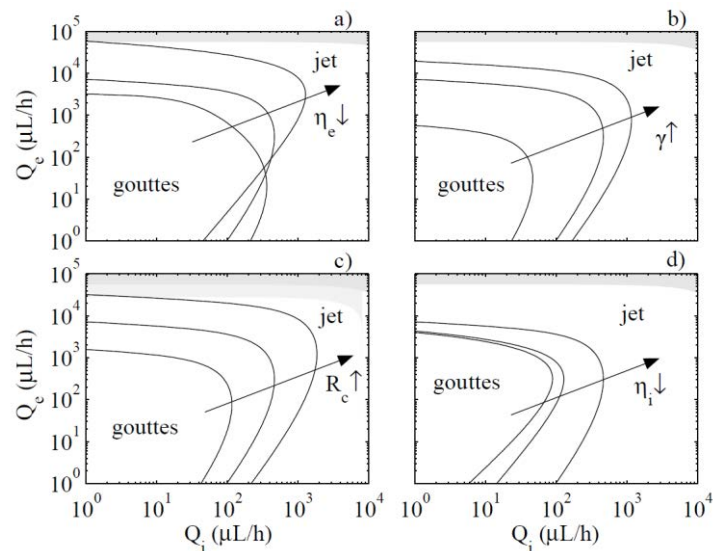 a)
b)
10^5
10^4
10^3
10^2
10^1
10^0
Q_e (μL/h)
jet
η_e↓
gouttes
jet
γ↑
gouttes
c)
d)
10^5
10^4
10^3
10^2
10^1
10^0
Q_e (μL/h)
jet
R_c↑
gouttes
jet
η_i↓
gouttes
10^0 10^1 10^2 10^3 10^4
10^0 10^1 10^2 10^3 10^4
Q_i (μL/h)
Q_i (μL/h)